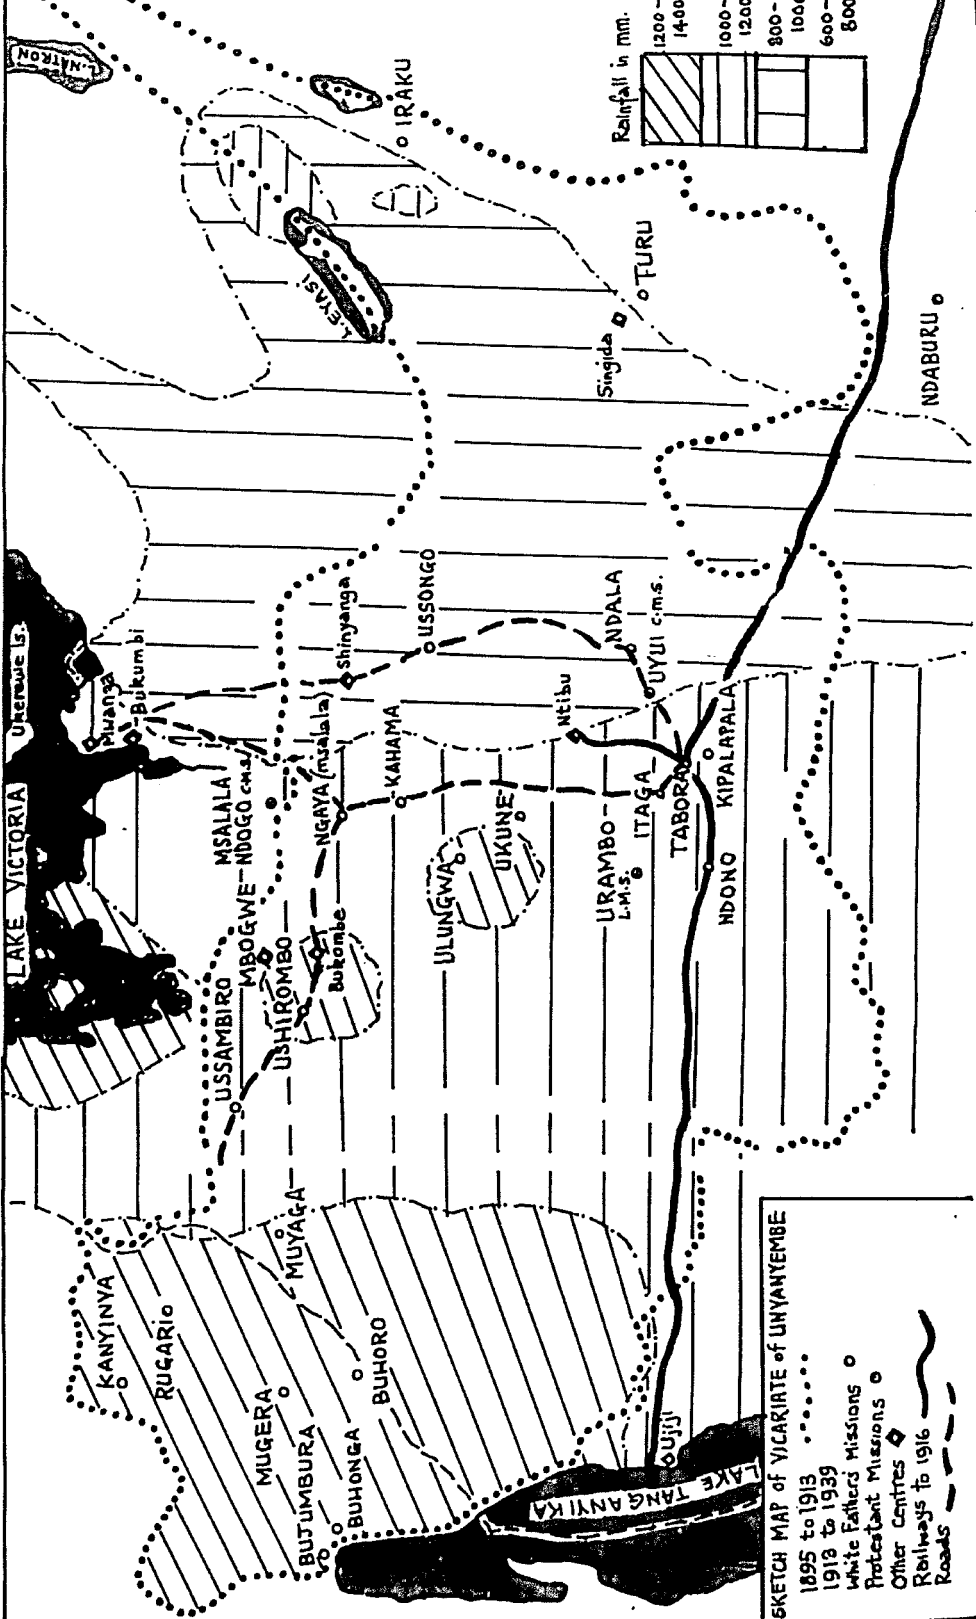 LAKE VICTORIA
Ukerewe Is.
L. NATRON
Mwanza
Bukumbi
KANYINYA
RUGARIO
MUYAGA
MUGERA
BUJUMBURA
BUHONGA
BUHORO
USSAMBIRO
USHIROMBO
MBOGWE
Bukombe
MSALALA
NDOGO C.M.S.
NGAYA (msalala)
KAHAMA
Shinyanga
USSONGO
L. EYASI
IRAKU
ULUNGWA
UKUNE
Ntibu
NDALA
UYUI C.M.S.
URAMBO
L.M.S.
ITAGA
TABORA
KIPALAPALA
NDONO
Singida
TURU
NDABURU
Ujiji
LAKE TANGANYIKA
Rainfall in mm.
1200-
1400
1000-
1200
800-
1000
600-
800
SKETCH MAP of VICARIATE of UNYANYEMBE
1895 to 1913
1913 to 1939
White Fathers Missions
Protestant Missions
Other Centres
Railways to 1916
Roads